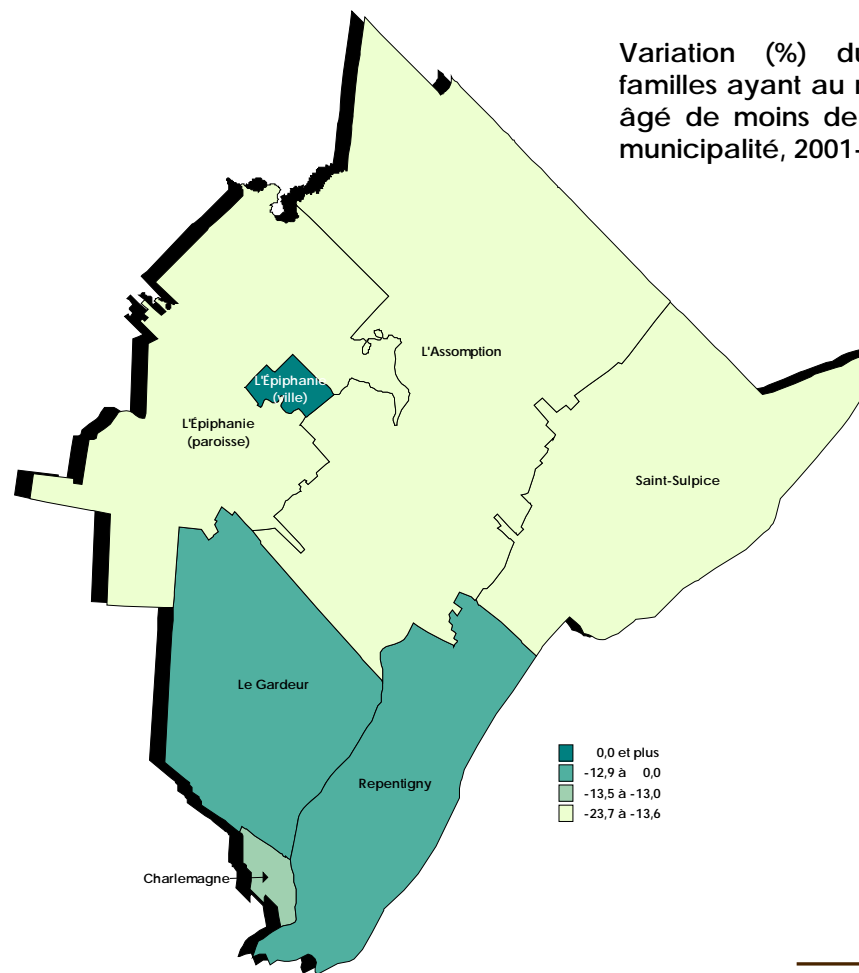 Variation (%) du
familles ayant au
âgé de moins de
municipalité, 2001-
L'Assomption
L'Épiphanie
(ville)
L'Épiphanie
(paroisse)
Saint-Sulpice
Le Gardeur
Repentigny
0,0 et plus
-12,9 à 0,0
-13,5 à -13,0
-23,7 à -13,6
Charlemagne